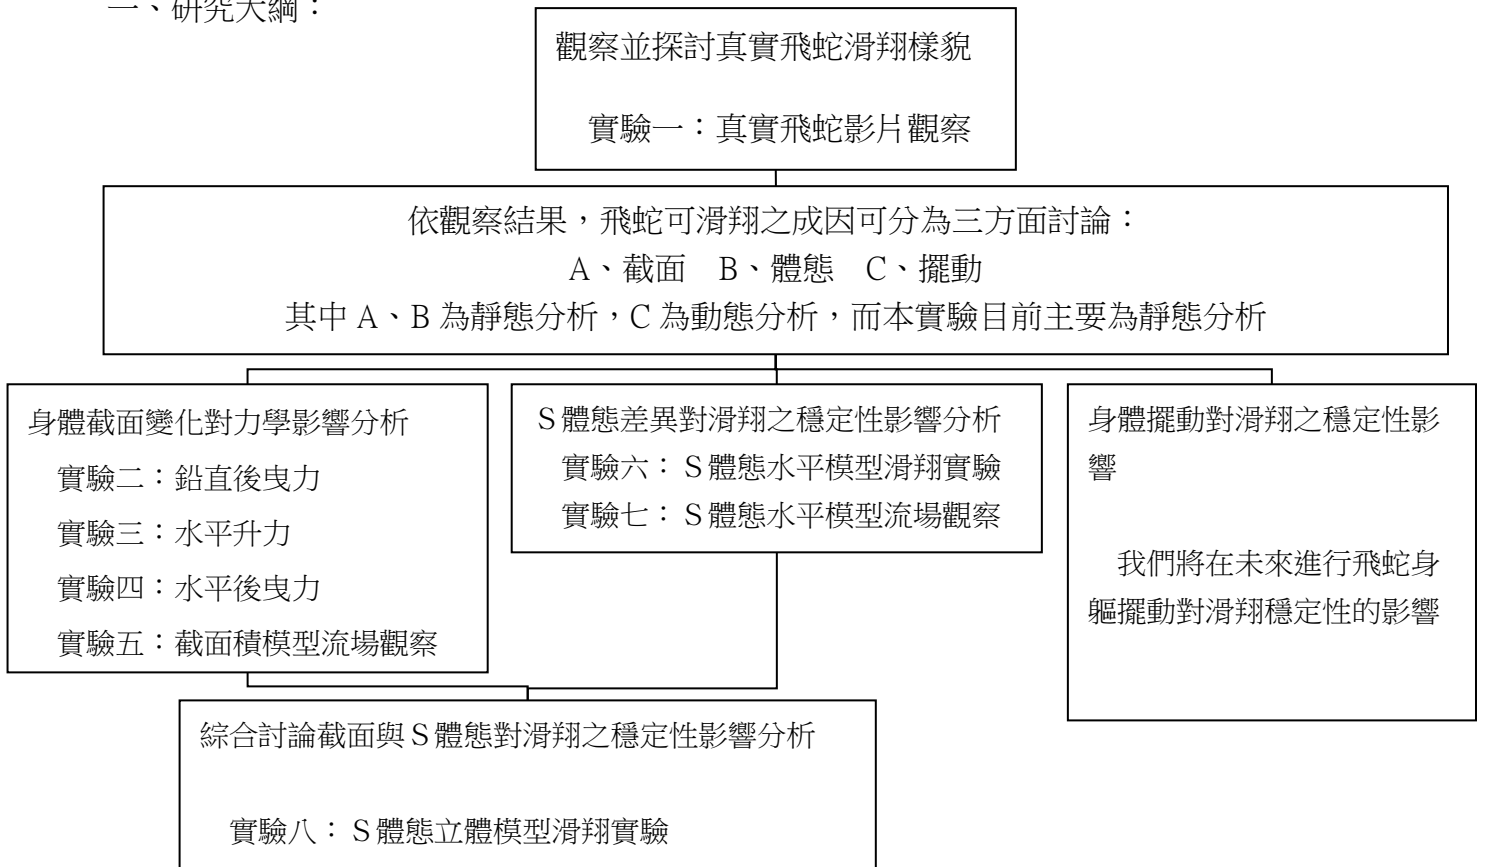 一、研究大綱：
觀察並探討真實飛蛇滑翔樣貌
實驗一：真實飛蛇影片觀察
依觀察結果，飛蛇可滑翔之成因可分為三方面討論：
A、截面　B、體態　C、擺動
其中 A、B 為靜態分析，C 為動態分析，而本實驗目前主要為靜態分析
身體截面變化對力學影響分析
實驗二：鉛直後曳力
實驗三：水平升力
實驗四：水平後曳力
實驗五：截面積模型流場觀察
Ｓ體態差異對滑翔之穩定性影響分析
實驗六：Ｓ體態水平模型滑翔實驗
實驗七：Ｓ體態水平模型流場觀察
身體擺動對滑翔之穩定性影
響
我們將在未來進行飛蛇身
軀擺動對滑翔穩定性的影響
綜合討論截面與Ｓ體態對滑翔之穩定性影響分析
實驗八：Ｓ體態立體模型滑翔實驗